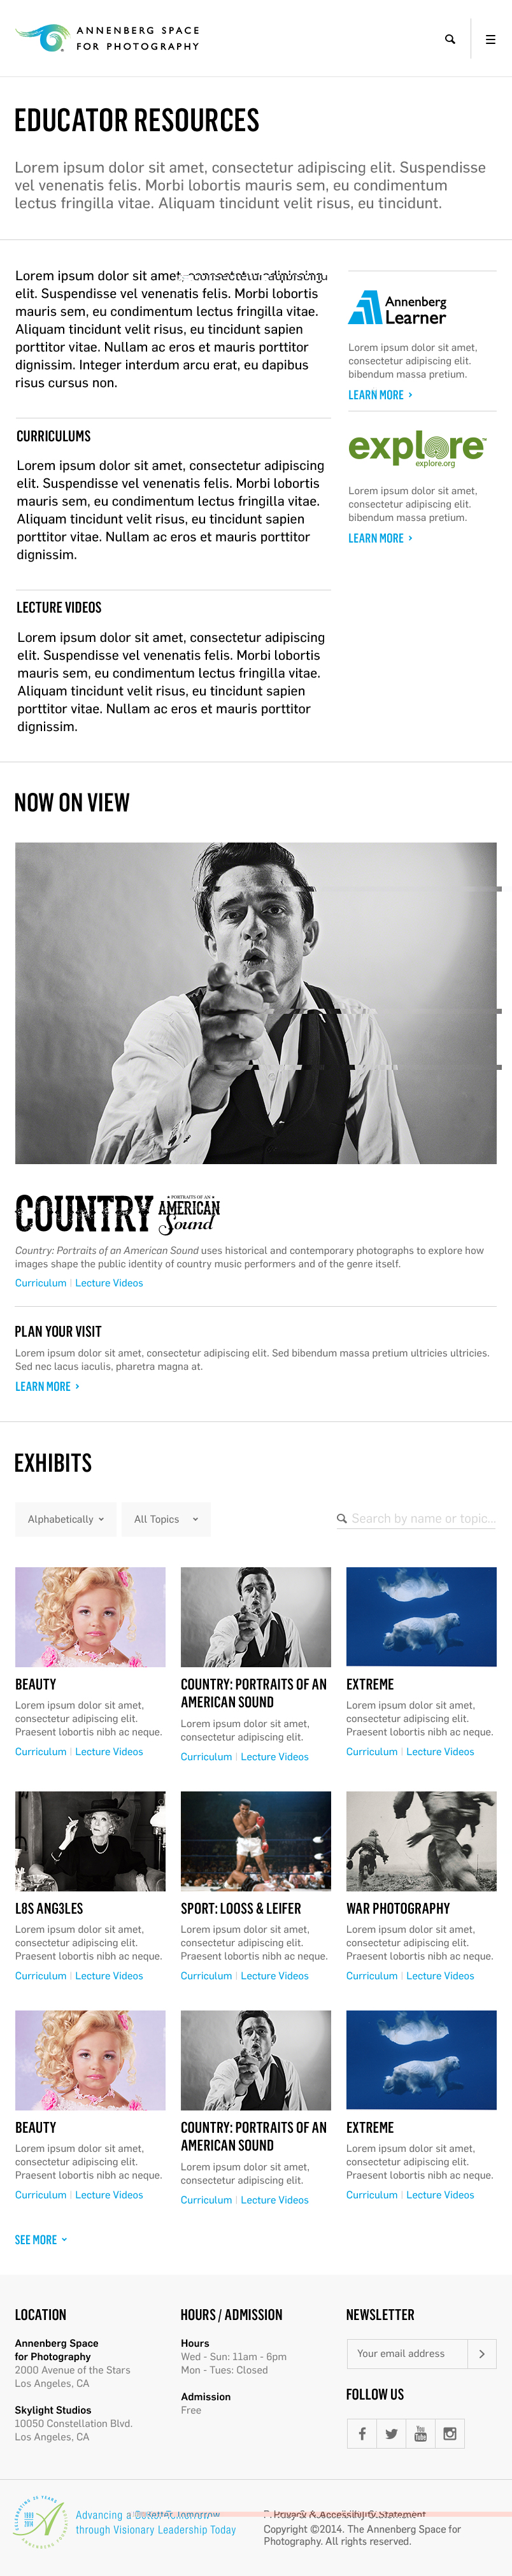 ANNENBERG SPACE
FOR PHOTOGRAPHY
EDUCATOR RESOURCES
Lorem ipsum dolor sit amet, consectetur adipiscing elit. Suspendisse
vel venenatis felis. Morbi lobortis mauris sem, eu condimentum
lectus fringilla vitae. Aliquam tincidunt velit risus, eu tincidunt.
Lorem ipsum dolor sit amet, consectetur adipiscing
elit. Suspendisse vel venenatis felis. Morbi lobortis
mauris sem, eu condimentum lectus fringilla vitae.
Aliquam tincidunt velit risus, eu tincidunt sapien
porttitor vitae. Nullam ac eros et mauris porttitor
dignissim. Integer interdum arcu erat, eu dapibus
risus cursus non.
CURRICULUMS
Lorem ipsum dolor sit amet, consectetur adipiscing
elit. Suspendisse vel venenatis felis. Morbi lobortis
mauris sem, eu condimentum lectus fringilla vitae.
Aliquam tincidunt velit risus, eu tincidunt sapien
porttitor vitae. Nullam ac eros et mauris porttitor
dignissim.
LECTURE VIDEOS
Lorem ipsum dolor sit amet, consectetur adipiscing
elit. Suspendisse vel venenatis felis. Morbi lobortis
mauris sem, eu condimentum lectus fringilla vitae.
Aliquam tincidunt velit risus, eu tincidunt sapien
porttitor vitae. Nullam ac eros et mauris porttitor
dignissim.
Annenberg
Learner
Lorem ipsum dolor sit amet,
consectetur adipiscing elit.
bibendum massa pretium.
LEARN MORE
explore™
explore.org
Lorem ipsum dolor sit amet,
consectetur adipiscing elit.
bibendum massa pretium.
LEARN MORE
NOW ON VIEW
COUNTRY PORTRAITS OF AN
AMERICAN
Sound
Country: Portraits of an American Sound uses historical and contemporary photographs to explore how
images shape the public identity of country music performers and of the genre itself.
Curriculum | Lecture Videos
PLAN YOUR VISIT
Lorem ipsum dolor sit amet, consectetur adipiscing elit. Sed bibendum massa pretium ultricies ultricies.
Sed nec lacus iaculis, pharetra magna at.
LEARN MORE
EXHIBITS
Alphabetically All Topics Search by name or topic...
BEAUTY
Lorem ipsum dolor sit amet,
consectetur adipiscing elit.
Praesent lobortis nibh ac neque.
Curriculum | Lecture Videos
COUNTRY: PORTRAITS OF AN
AMERICAN SOUND
Lorem ipsum dolor sit amet,
consectetur adipiscing elit.
Curriculum | Lecture Videos
EXTREME
Lorem ipsum dolor sit amet,
consectetur adipiscing elit.
Praesent lobortis nibh ac neque.
Curriculum | Lecture Videos
L8S ANG3LES
Lorem ipsum dolor sit amet,
consectetur adipiscing elit.
Praesent lobortis nibh ac neque.
Curriculum | Lecture Videos
SPORT: LOOSS & LEIFER
Lorem ipsum dolor sit amet,
consectetur adipiscing elit.
Praesent lobortis nibh ac neque.
Curriculum | Lecture Videos
WAR PHOTOGRAPHY
Lorem ipsum dolor sit amet,
consectetur adipiscing elit.
Praesent lobortis nibh ac neque.
Curriculum | Lecture Videos
BEAUTY
Lorem ipsum dolor sit amet,
consectetur adipiscing elit.
Praesent lobortis nibh ac neque.
Curriculum | Lecture Videos
COUNTRY: PORTRAITS OF AN
AMERICAN SOUND
Lorem ipsum dolor sit amet,
consectetur adipiscing elit.
Curriculum | Lecture Videos
EXTREME
Lorem ipsum dolor sit amet,
consectetur adipiscing elit.
Praesent lobortis nibh ac neque.
Curriculum | Lecture Videos
SEE MORE
LOCATION
Annenberg Space
for Photography
2000 Avenue of the Stars
Los Angeles, CA
Skylight Studios
10050 Constellation Blvd.
Los Angeles, CA
HOURS / ADMISSION
Hours
Wed - Sun: 11am - 6pm
Mon - Tues: Closed
Admission
Free
NEWSLETTER
Your email address
FOLLOW US
You Tube
Advancing a Better Tomorrow
through Visionary Leadership Today
Statement
Copyright ©2014. The Annenberg Space for
Photography. All rights reserved.